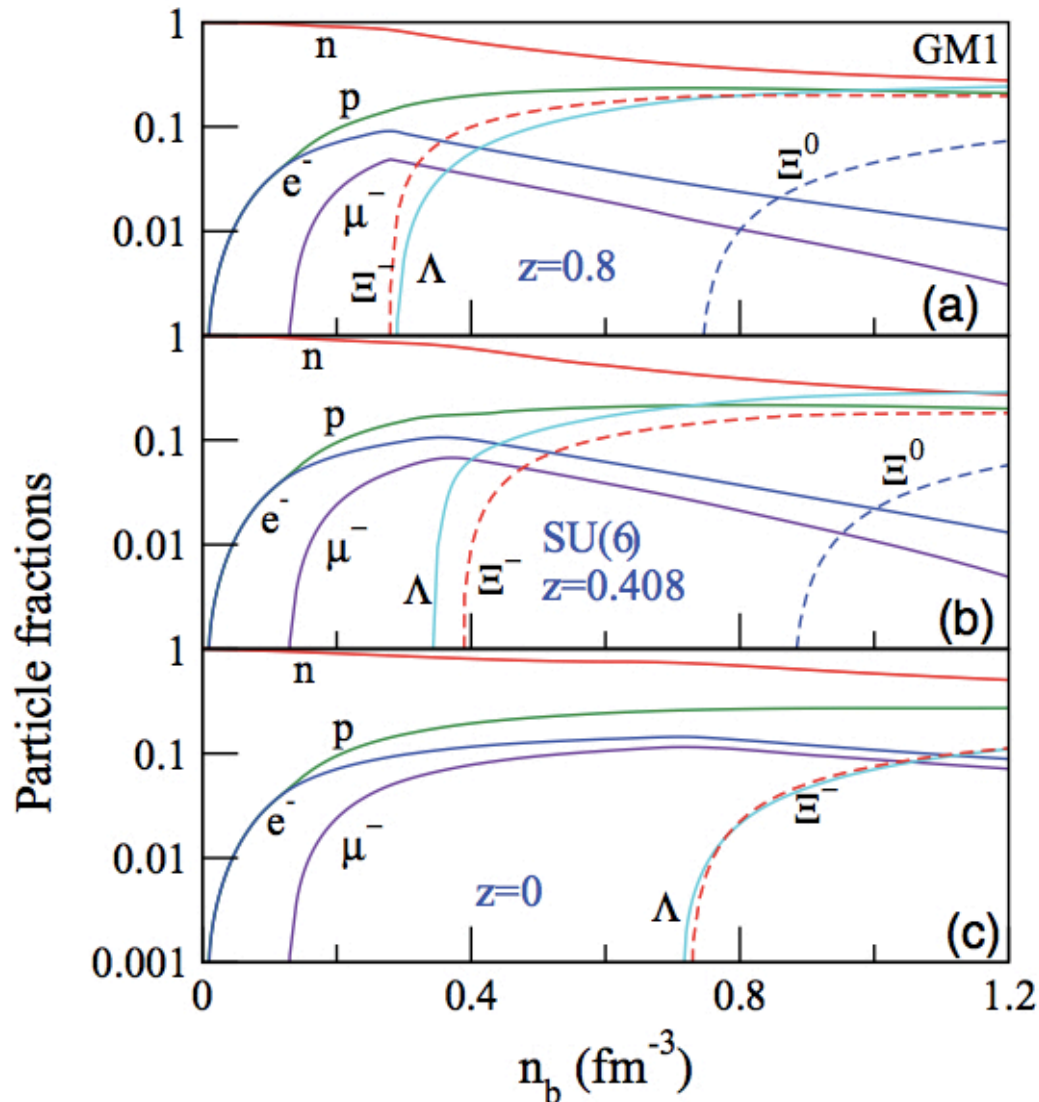 1
n
GM1
p
0.1
e⁻
Ξ⁰
μ⁻
0.01
Ξ⁻
Λ
z=0.8
(a)
1
n
p
0.1
e⁻
Ξ⁰
μ⁻
0.01
Λ
Ξ⁻
SU(6)
z=0.408
(b)
1
n
p
0.1
e⁻
Ξ⁻
μ⁻
0.01
z=0
Λ
(c)
0.001
0 0.4 0.8 1.2
n_b (fm⁻³)
Particle fractions